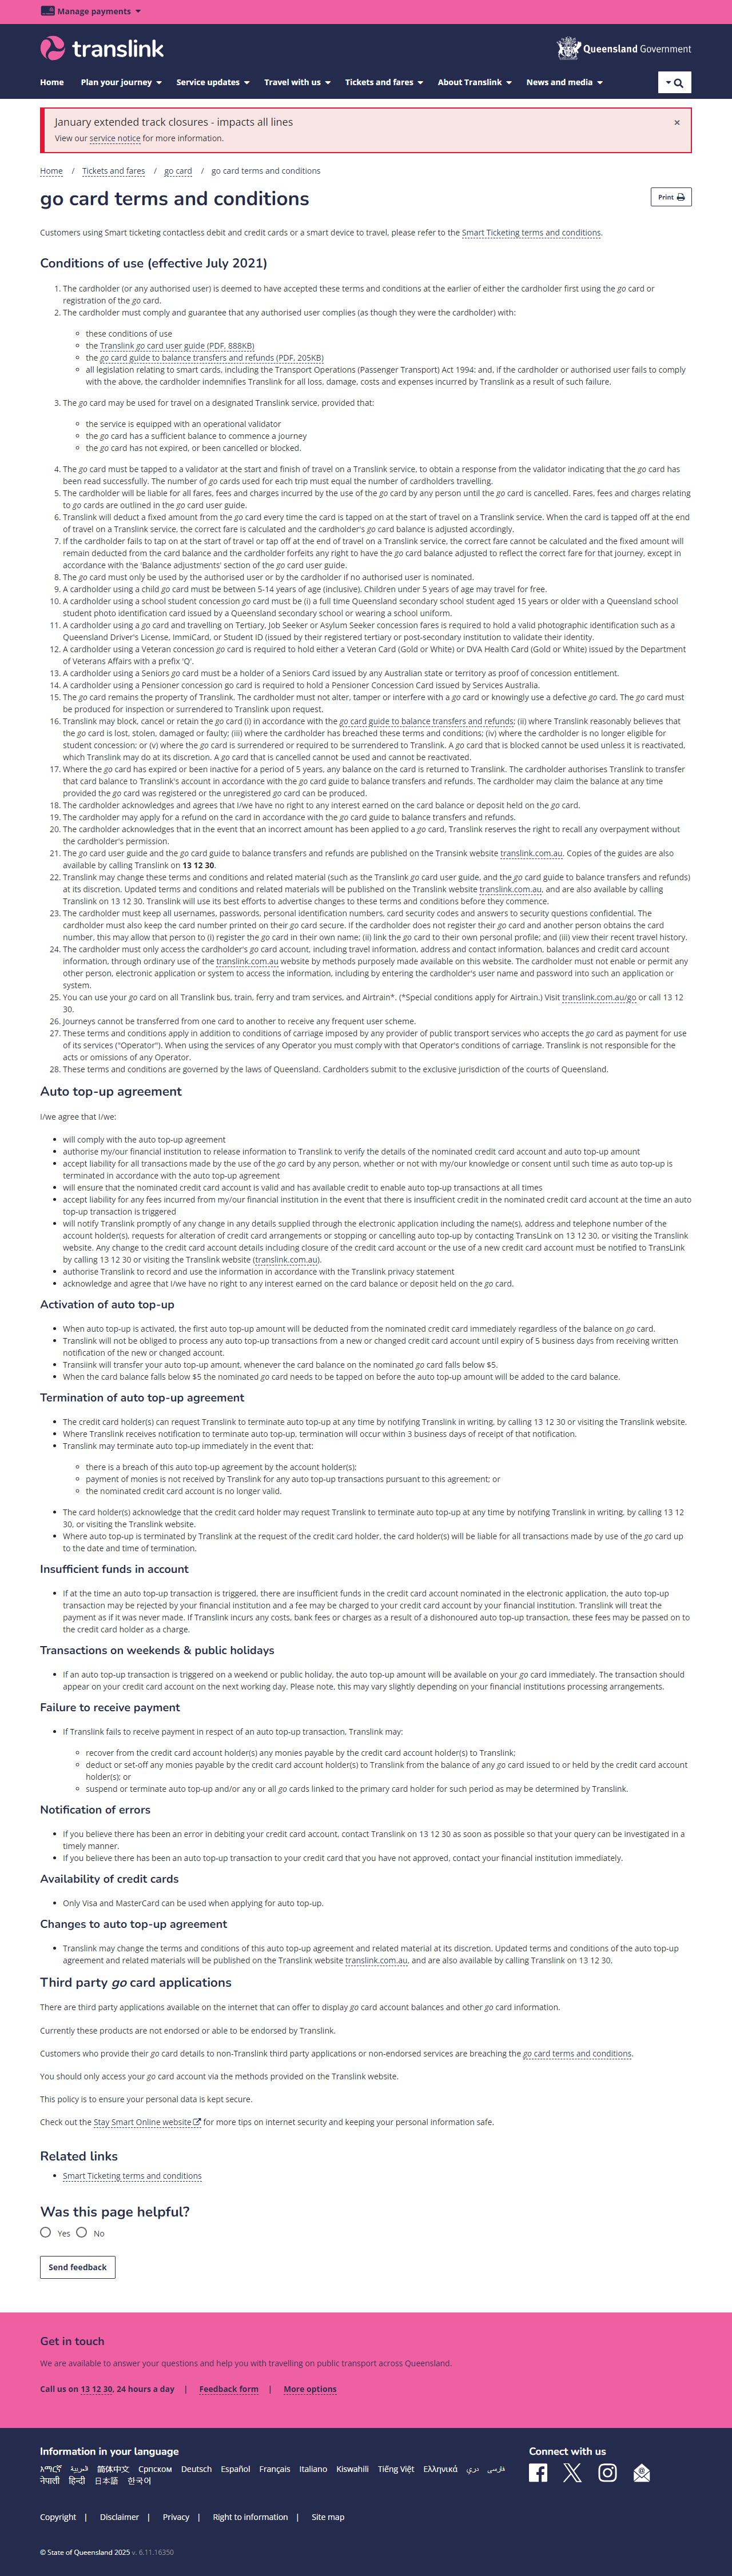 Manage payments
translink
Queensland Government
Home Plan your journey Service updates Travel with us Tickets and fares About Translink News and media
January extended track closures - impacts all lines ×
View our service notice for more information.
Home / Tickets and fares / go card / go card terms and conditions
go card terms and conditions
Print
Customers using Smart ticketing contactless debit and credit cards or a smart device to travel, please refer to the Smart Ticketing terms and conditions.
Conditions of use (effective July 2021)
1. The cardholder (or any authorised user) is deemed to have accepted these terms and conditions at the earlier of either the cardholder first using the go card or
registration of the go card.
2. The cardholder must comply and guarantee that any authorised user complies (as though they were the cardholder) with:
these conditions of use
the Translink go card user guide (PDF, 888KB)
the go card guide to balance transfers and refunds (PDF, 205KB)
all legislation relating to smart cards, including the Transport Operations (Passenger Transport) Act 1994; and, if the cardholder or authorised user fails to comply
with the above, the cardholder indemnifies Translink for all loss, damage, costs and expenses incurred by Translink as a result of such failure.
3. The go card may be used for travel on a designated Translink service, provided that:
the service is equipped with an operational validator
the go card has a sufficient balance to commence a journey
the go card has not expired, or been cancelled or blocked.
4. The go card must be tapped to a validator at the start and finish of travel on a Translink service, to obtain a response from the validator indicating that the go card has
been read successfully. The number of go cards used for each trip must equal the number of cardholders travelling.
5. The cardholder will be liable for all fares, fees and charges incurred by the use of the go card by any person until the go card is cancelled. Fares, fees and charges relating
to go cards are outlined in the go card user guide.
6. Translink will deduct a fixed amount from the go card every time the card is tapped on at the start of travel on a Translink service. When the card is tapped off at the end
of travel on a Translink service, the correct fare is calculated and the cardholder's go card balance is adjusted accordingly.
7. If the cardholder fails to tap on at the start of travel or tap off at the end of travel on a Translink service, the correct fare cannot be calculated and the fixed amount will
remain deducted from the card balance and the cardholder forfeits any right to have the go card balance adjusted to reflect the correct fare for that journey, except in
accordance with the 'Balance adjustments' section of the go card user guide.
8. The go card must only be used by the authorised user or by the cardholder if no authorised user is nominated.
9. A cardholder using a child go card must be between 5-14 years of age (inclusive). Children under 5 years of age may travel for free.
10. A cardholder using a school student concession go card must be (i) a full time Queensland secondary school student aged 15 years or older with a Queensland school
student photo identification card issued by a Queensland secondary school or wearing a school uniform.
11. A cardholder using a go card and travelling on Tertiary, Job Seeker or Asylum Seeker concession fares is required to hold a valid photographic identification such as a
Queensland Driver's License, ImmiCard, or Student ID (issued by their registered tertiary or post-secondary institution to validate their identity.
12. A cardholder using a Veteran concession go card is required to hold either a Veteran Card (Gold or White) or DVA Health Card (Gold or White) issued by the Department
of Veterans Affairs with a prefix 'Q'.
13. A cardholder using a Seniors go card must be a holder of a Seniors Card issued by any Australian state or territory as proof of concession entitlement.
14. A cardholder using a Pensioner concession go card is required to hold a Pensioner Concession Card issued by Services Australia.
15. The go card remains the property of Translink. The cardholder must not alter, tamper or interfere with a go card or knowingly use a defective go card. The go card must
be produced for inspection or surrendered to Translink upon request.
16. Translink may block, cancel or retain the go card (i) in accordance with the go card guide to balance transfers and refunds; (ii) where Translink reasonably believes that
the go card is lost, stolen, damaged or faulty; (iii) where the cardholder has breached these terms and conditions; (iv) where the cardholder is no longer eligible for
student concession; or (v) where the go card is surrendered or required to be surrendered to Translink. A go card that is blocked cannot be used unless it is reactivated,
which Translink may do at its discretion. A go card that is cancelled cannot be used and cannot be reactivated.
17. Where the go card has expired or been inactive for a period of 5 years, any balance on the card is returned to Translink. The cardholder authorises Translink to transfer
that card balance to Translink's account in accordance with the go card guide to balance transfers and refunds. The cardholder may claim the balance at any time
provided the go card was registered or the unregistered go card can be produced.
18. The cardholder acknowledges and agrees that I/we have no right to any interest earned on the card balance or deposit held on the go card.
19. The cardholder may apply for a refund on the card in accordance with the go card guide to balance transfers and refunds.
20. The cardholder acknowledges that in the event that an incorrect amount has been applied to a go card, Translink reserves the right to recall any overpayment without
the cardholder's permission.
21. The go card user guide and the go card guide to balance transfers and refunds are published on the Transink website translink.com.au. Copies of the guides are also
available by calling Translink on 13 12 30.
22. Translink may change these terms and conditions and related material (such as the Translink go card user guide, and the go card guide to balance transfers and refunds)
at its discretion. Updated terms and conditions and related materials will be published on the Translink website translink.com.au, and are also available by calling
Translink on 13 12 30. Translink will use its best efforts to advertise changes to these terms and conditions before they commence.
23. The cardholder must keep all usernames, passwords, personal identification numbers, card security codes and answers to security questions confidential. The
cardholder must also keep the card number printed on their go card secure. If the cardholder does not register their go card and another person obtains the card
number, this may allow that person to (i) register the go card in their own name; (ii) link the go card to their own personal profile; and (iii) view their recent travel history.
24. The cardholder must only access the cardholder's go card account, including travel information, address and contact information, balances and credit card account
information, through ordinary use of the translink.com.au website by methods purposely made available on this website. The cardholder must not enable or permit any
other person, electronic application or system to access the information, including by entering the cardholder's user name and password into such an application or
system.
25. You can use your go card on all Translink bus, train, ferry and tram services, and Airtrain*. (*Special conditions apply for Airtrain.) Visit translink.com.au/go or call 13 12
30.
26. Journeys cannot be transferred from one card to another to receive any frequent user scheme.
27. These terms and conditions apply in addition to conditions of carriage imposed by any provider of public transport services who accepts the go card as payment for use
of its services ("Operator"). When using the services of any Operator you must comply with that Operator's conditions of carriage. Translink is not responsible for the
acts or omissions of any Operator.
28. These terms and conditions are governed by the laws of Queensland. Cardholders submit to the exclusive jurisdiction of the courts of Queensland.
Auto top-up agreement
I/we agree that I/we:
will comply with the auto top-up agreement
authorise my/our financial institution to release information to Translink to verify the details of the nominated credit card account and auto top-up amount
accept liability for all transactions made by the use of the go card by any person, whether or not with my/our knowledge or consent until such time as auto top-up is
terminated in accordance with the auto top-up agreement
will ensure that the nominated credit card account is valid and has available credit to enable auto top-up transactions at all times
accept liability for any fees incurred from my/our financial institution in the event that there is insufficient credit in the nominated credit card account at the time an auto
top-up transaction is triggered
will notify Translink promptly of any change in any details supplied through the electronic application including the name(s), address and telephone number of the
account holder(s), requests for alteration of credit card arrangements or stopping or cancelling auto top-up by contacting TransLink on 13 12 30, or visiting the Translink
website. Any change to the credit card account details including closure of the credit card account or the use of a new credit card account must be notified to TransLink
by calling 13 12 30 or visiting the Translink website (translink.com.au).
authorise Translink to record and use the information in accordance with the Translink privacy statement
acknowledge and agree that I/we have no right to any interest earned on the card balance or deposit held on the go card.
Activation of auto top-up
When auto top-up is activated, the first auto top-up amount will be deducted from the nominated credit card immediately regardless of the balance on go card.
Translink will not be obliged to process any auto top-up transactions from a new or changed credit card account until expiry of 5 business days from receiving written
notification of the new or changed account.
Transiink will transfer your auto top-up amount, whenever the card balance on the nominated go card falls below $5.
When the card balance falls below $5 the nominated go card needs to be tapped on before the auto top-up amount will be added to the card balance.
Termination of auto top-up agreement
The credit card holder(s) can request Translink to terminate auto top-up at any time by notifying Translink in writing, by calling 13 12 30 or visiting the Translink website.
Where Translink receives notification to terminate auto top-up, termination will occur within 3 business days of receipt of that notification.
Translink may terminate auto top-up immediately in the event that:
there is a breach of this auto top-up agreement by the account holder(s);
payment of monies is not received by Translink for any auto top-up transactions pursuant to this agreement; or
the nominated credit card account is no longer valid.
The card holder(s) acknowledge that the credit card holder may request Translink to terminate auto top-up at any time by notifying Translink in writing, by calling 13 12
30, or visiting the Translink website.
Where auto top-up is terminated by Translink at the request of the credit card holder, the card holder(s) will be liable for all transactions made by use of the go card up
to the date and time of termination.
Insufficient funds in account
If at the time an auto top-up transaction is triggered, there are insufficient funds in the credit card account nominated in the electronic application, the auto top-up
transaction may be rejected by your financial institution and a fee may be charged to your credit card account by your financial institution. Translink will treat the
payment as if it was never made. If Translink incurs any costs, bank fees or charges as a result of a dishonoured auto top-up transaction, these fees may be passed on to
the credit card holder as a charge.
Transactions on weekends & public holidays
If an auto top-up transaction is triggered on a weekend or public holiday, the auto top-up amount will be available on your go card immediately. The transaction should
appear on your credit card account on the next working day. Please note, this may vary slightly depending on your financial institutions processing arrangements.
Failure to receive payment
If Translink fails to receive payment in respect of an auto top-up transaction, Translink may:
recover from the credit card account holder(s) any monies payable by the credit card account holder(s) to Translink;
deduct or set-off any monies payable by the credit card account holder(s) to Translink from the balance of any go card issued to or held by the credit card account
holder(s); or
suspend or terminate auto top-up and/or any or all go cards linked to the primary card holder for such period as may be determined by Translink.
Notification of errors
If you believe there has been an error in debiting your credit card account, contact Translink on 13 12 30 as soon as possible so that your query can be investigated in a
timely manner.
If you believe there has been an auto top-up transaction to your credit card that you have not approved, contact your financial institution immediately.
Availability of credit cards
Only Visa and MasterCard can be used when applying for auto top-up.
Changes to auto top-up agreement
Translink may change the terms and conditions of this auto top-up agreement and related material at its discretion. Updated terms and conditions of the auto top-up
agreement and related materials will be published on the Translink website translink.com.au, and are also available by calling Translink on 13 12 30.
Third party go card applications
There are third party applications available on the internet that can offer to display go card account balances and other go card information.
Currently these products are not endorsed or able to be endorsed by Translink.
Customers who provide their go card details to non-Translink third party applications or non-endorsed services are breaching the go card terms and conditions.
You should only access your go card account via the methods provided on the Translink website.
This policy is to ensure your personal data is kept secure.
Check out the Stay Smart Online website for more tips on internet security and keeping your personal information safe.
Related links
Smart Ticketing terms and conditions
Was this page helpful?
Yes No
Send feedback
Get in touch
We are available to answer your questions and help you with travelling on public transport across Queensland.
Call us on 13 12 30, 24 hours a day | Feedback form | More options
Information in your language
Connect with us
አማርኛ العربية 简体中文 Српском Deutsch Español Français Italiano Kiswahili Tiếng Việt Ελληνικά دري فارسی
नेपाली हिन्दी 日本語 한국어
Copyright | Disclaimer | Privacy | Right to information | Site map
© State of Queensland 2025 v. 6.11.16350